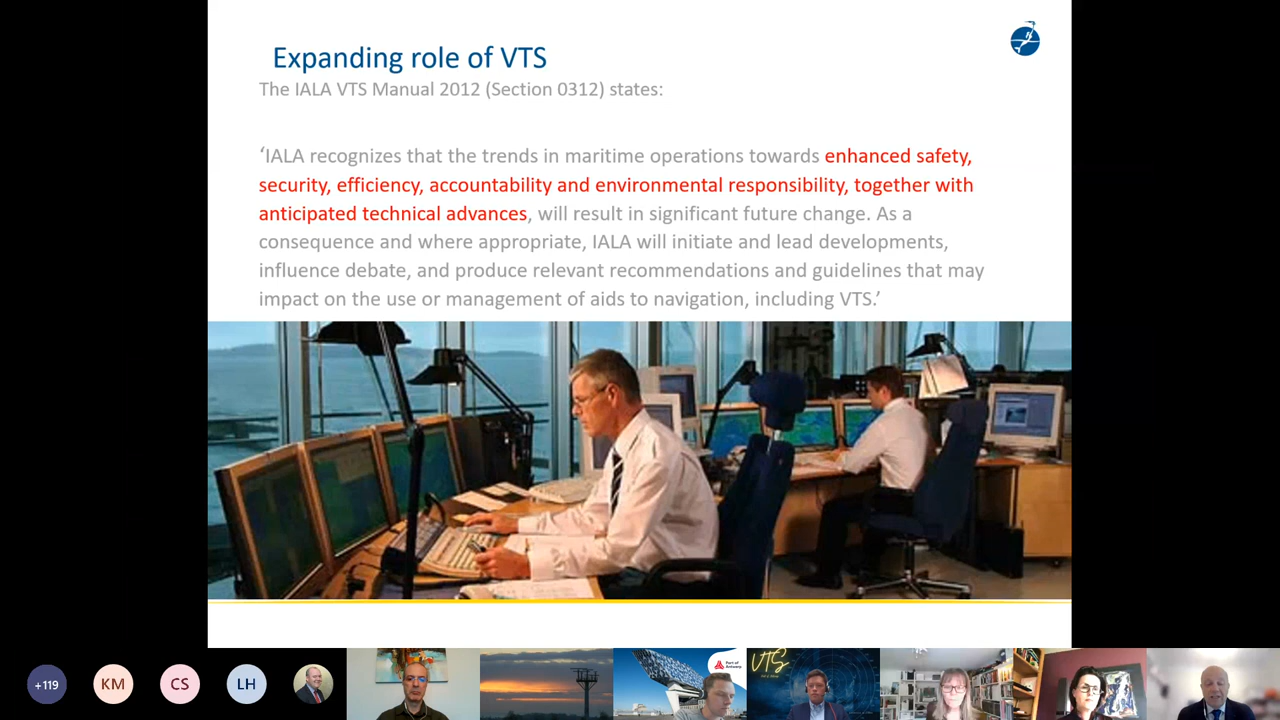 Expanding role of VTS
The IALA VTS Manual 2012 (Section 0312) states:
‘IALA recognizes that the trends in maritime operations towards enhanced safety,
security, efficiency, accountability and environmental responsibility, together with
anticipated technical advances, will result in significant future change. As a
consequence and where appropriate, IALA will initiate and lead developments,
influence debate, and produce relevant recommendations and guidelines that may
impact on the use or management of aids to navigation, including VTS.’
+119
KM
CS
LH
Port of
Antwerp
VTS